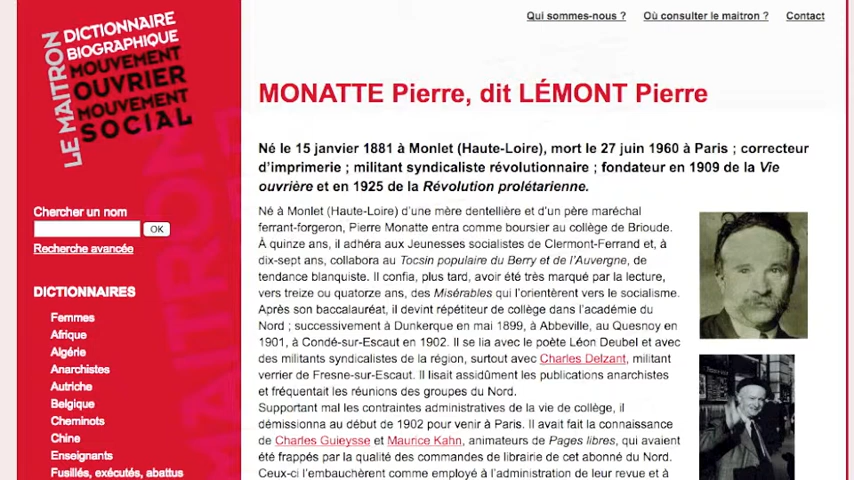 Qui sommes-nous ? Où consulter le maitron ? Contact
LE MAITRON
DICTIONNAIRE
BIOGRAPHIQUE
MOUVEMENT
OUVRIER
MOUVEMENT
SOCIAL
MONATTE Pierre, dit LÉMONT Pierre
Né le 15 janvier 1881 à Monlet (Haute-Loire), mort le 27 juin 1960 à Paris ; correcteur
d’imprimerie ; militant syndicaliste révolutionnaire ; fondateur en 1909 de la Vie
ouvrière et en 1925 de la Révolution prolétarienne.
Chercher un nom
OK
Recherche avancée
DICTIONNAIRES
Femmes
Afrique
Algérie
Anarchistes
Autriche
Belgique
Cheminots
Chine
Enseignants
Fusillés, exécutés, abattus
Né à Monlet (Haute-Loire) d’une mère dentellière et d’un père maréchal
ferrant-forgeron, Pierre Monatte entra comme boursier au collège de Brioude.
À quinze ans, il adhéra aux Jeunesses socialistes de Clermont-Ferrand et, à
dix-sept ans, collabora au Tocsin populaire du Berry et de l’Auvergne, de
tendance blanquiste. Il confia, plus tard, avoir été très marqué par la lecture,
vers treize ou quatorze ans, des Misérables qui l’orientèrent vers le socialisme.
Après son baccalauréat, il devint répétiteur de collège dans l’académie du
Nord ; successivement à Dunkerque en mai 1899, à Abbeville, au Quesnoy en
1901, à Condé-sur-Escaut en 1902. Il se lia avec le poète Léon Deubel et avec
des militants syndicalistes de la région, surtout avec Charles Delzant, militant
verrier de Fresne-sur-Escaut. Il lisait assidûment les publications anarchistes
et fréquentait les réunions des groupes du Nord.
Supportant mal les contraintes administratives de la vie de collège, il
démissionna au début de 1902 pour venir à Paris. Il avait fait la connaissance
de Charles Guieysse et Maurice Kahn, animateurs de Pages libres, qui avaient
été frappés par la qualité des commandes de librairie de cet abonné du Nord.
Ceux-ci l’embauchèrent comme employé à l’administration de leur revue et à